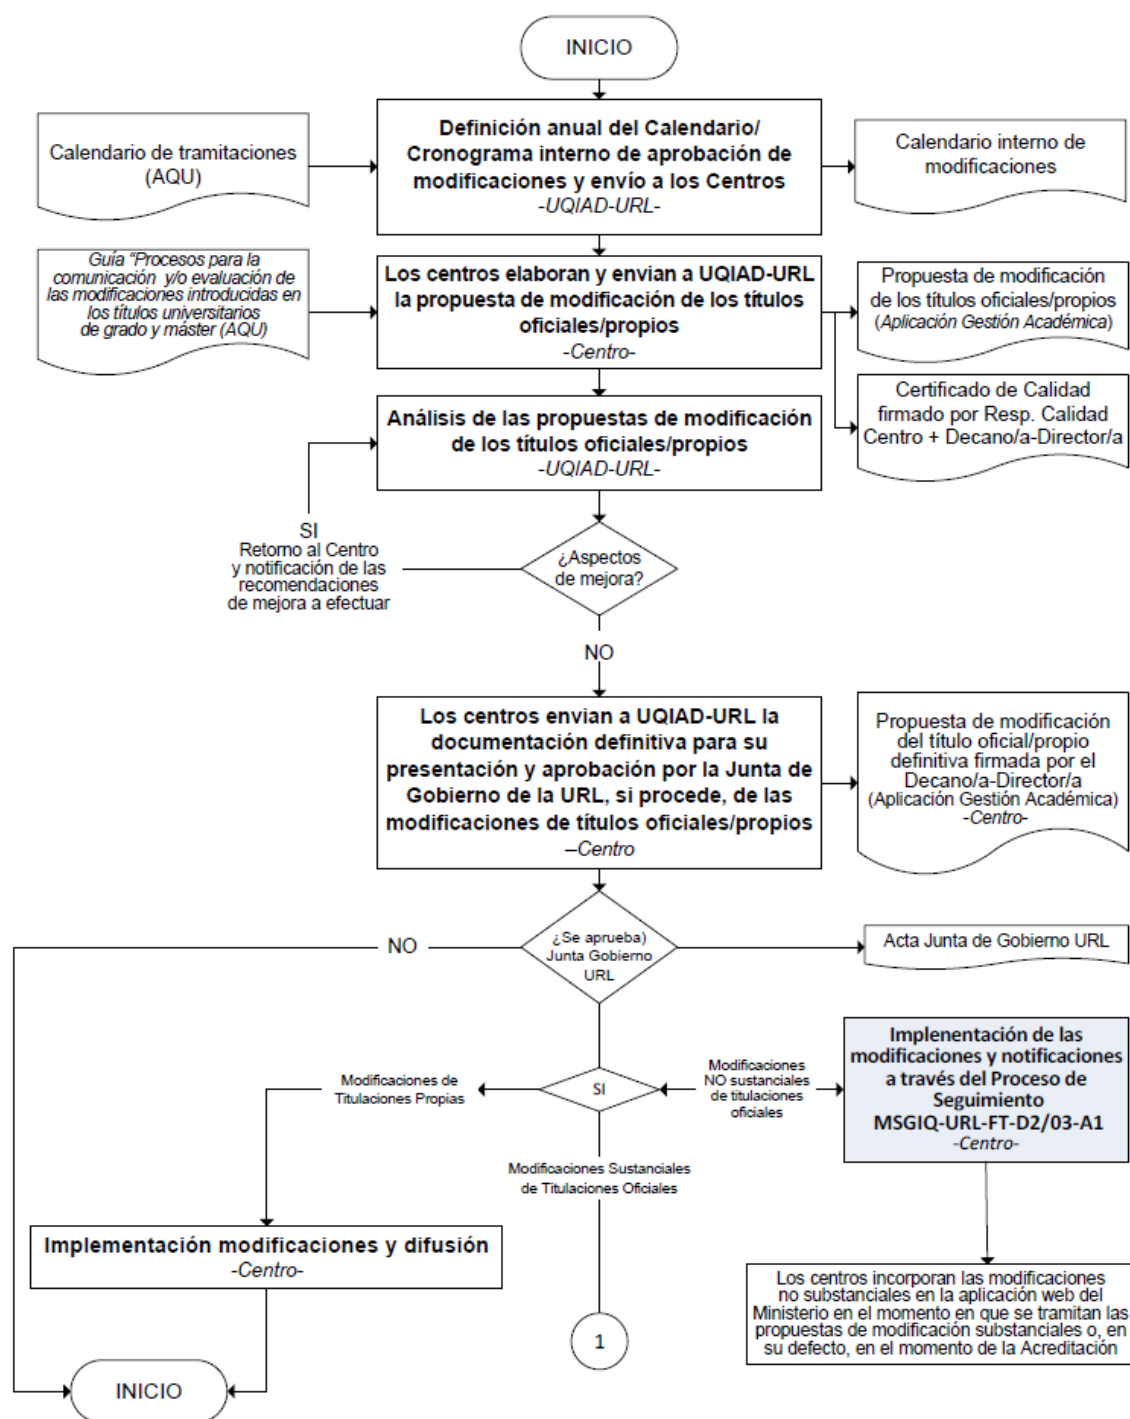 INICIO
Calendario de tramitaciones
(AQU)
Definición anual del Calendario/
Cronograma interno de aprobación de
modificaciones y envío a los Centros
-UQIAD-URL-
Calendario interno de
modificaciones
Guía "Procesos para la
comunicación y/o evaluación de
las modificaciones introducidas en
los títulos universitarios
de grado y máster (AQU)
Los centros elaboran y envian a UQIAD-URL
la propuesta de modificación de los títulos
oficiales/propios
-Centro-
Propuesta de modificación
de los títulos oficiales/propios
(Aplicación Gestión Académica)
Certificado de Calidad
firmado por Resp. Calidad
Centro + Decano/a-Director/a
Análisis de las propuestas de modificación
de los títulos oficiales/propios
-UQIAD-URL-
SI
Retorno al Centro
y notificación de las
recomendaciones
de mejora a efectuar
¿Aspectos
de mejora?
NO
Los centros envian a UQIAD-URL la
documentación definitiva para su
presentación y aprobación por la Junta de
Gobierno de la URL, si procede, de las
modificaciones de títulos oficiales/propios
–Centro
Propuesta de modificación
del título oficial/propio
definitiva firmada por el
Decano/a-Director/a
(Aplicación Gestión Académica)
-Centro-
NO
¿Se aprueba)
Junta Gobierno
URL
Acta Junta de Gobierno URL
Modificaciones de
Titulaciones Propias
SI
Modificaciones
NO sustanciales
de titulaciones
oficiales
Implenentación de las
modificaciones y notificaciones
a través del Proceso de
Seguimiento
MSGIQ-URL-FT-D2/03-A1
-Centro-
Modificaciones Sustanciales
de Titulaciones Oficiales
Implementación modificaciones y difusión
-Centro-
Los centros incorporan las modificaciones
no substanciales en la aplicación web del
Ministerio en el momento en que se tramitan las
propuestas de modificación substanciales o, en
su defecto, en el momento de la Acreditación
1
INICIO